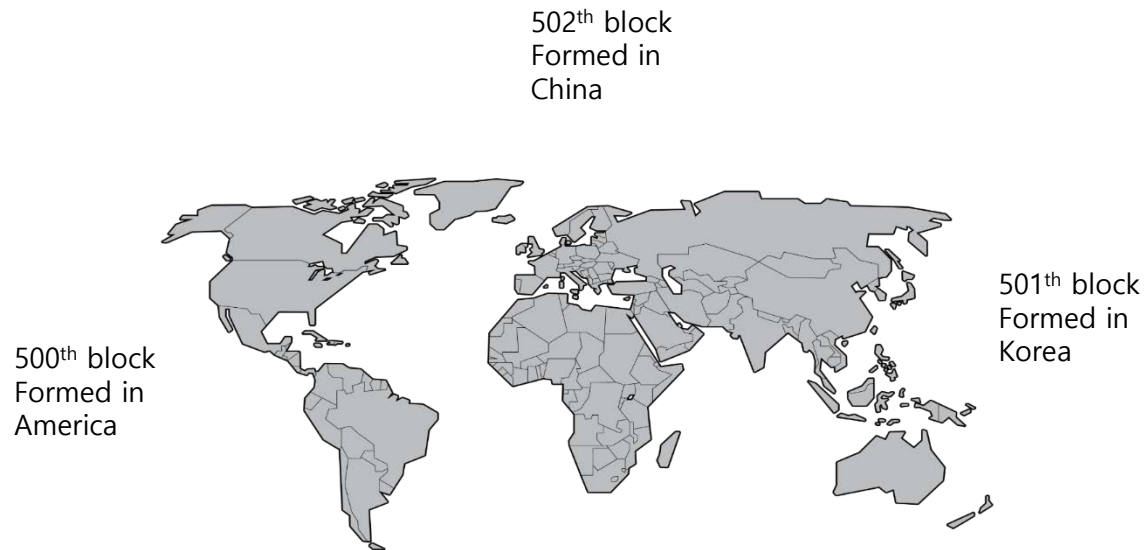 502th block
Formed in
China
501th block
Formed in
Korea
500th block
Formed in
America